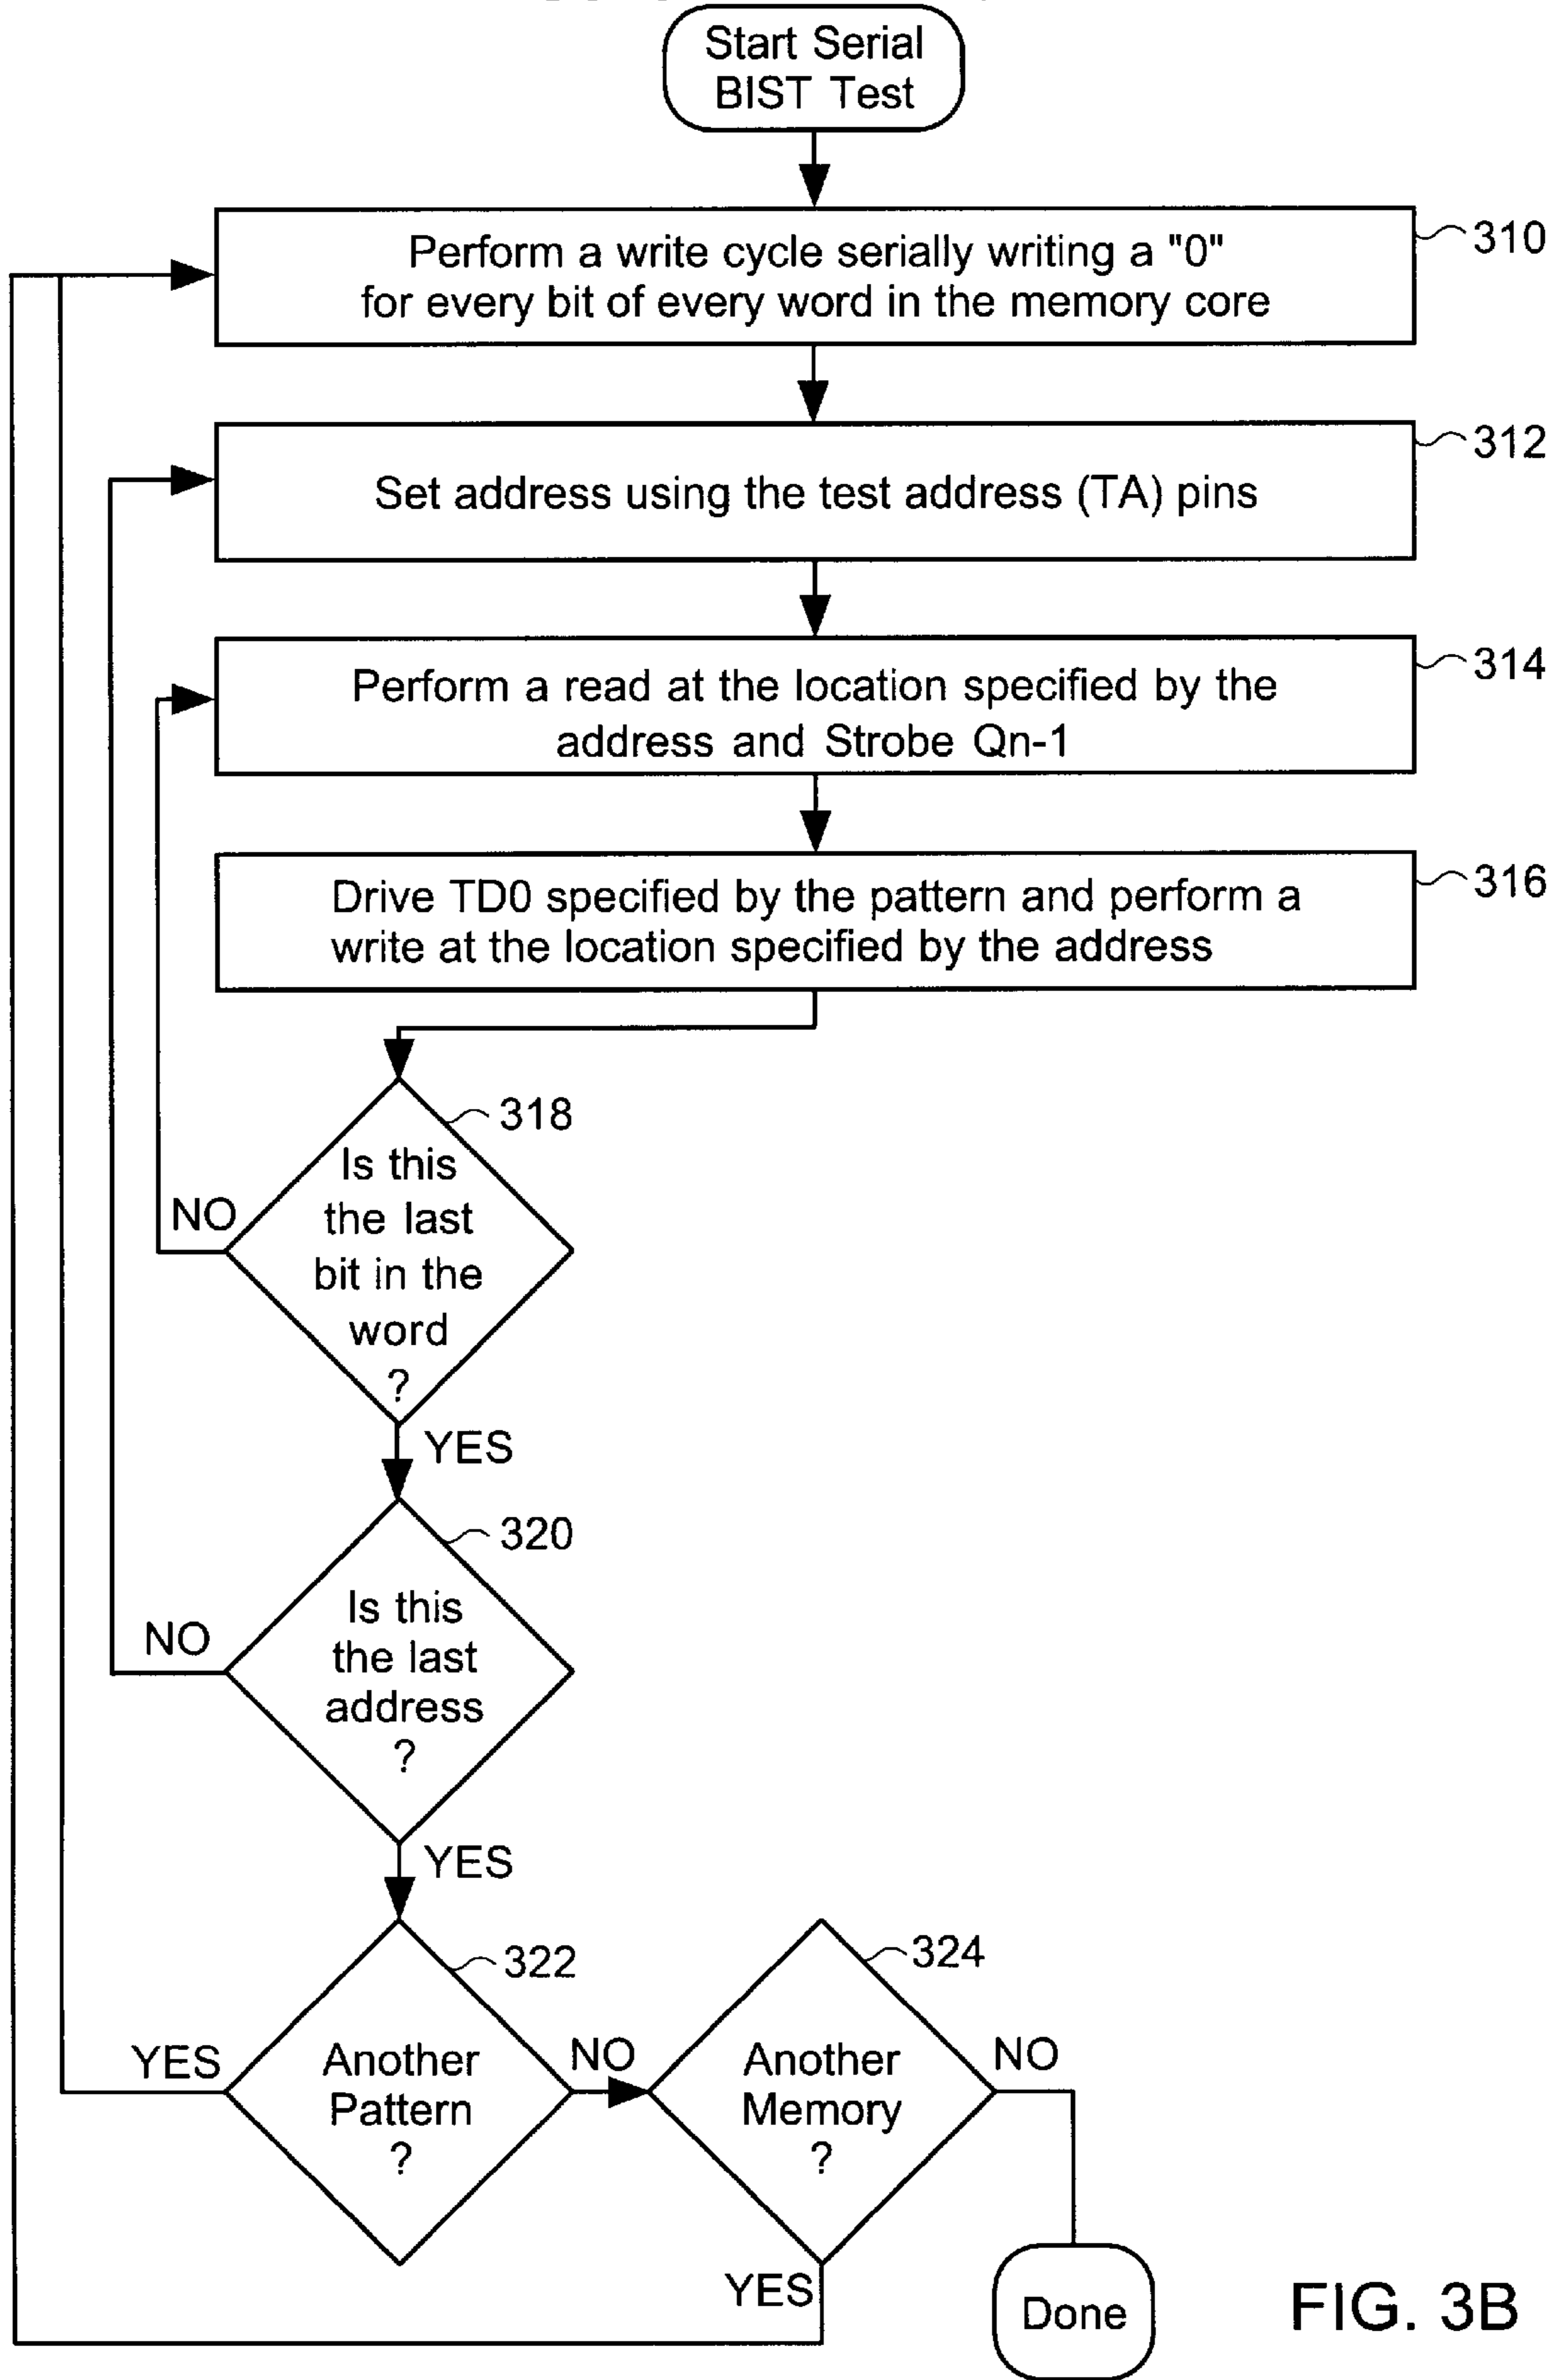 Start Serial
BIST Test
Perform a write cycle serially writing a "0"
for every bit of every word in the memory core
310
Set address using the test address (TA) pins
312
Perform a read at the location specified by the
address and Strobe Qn-1
314
Drive TD0 specified by the pattern and perform a
write at the location specified by the address
316
318
Is this
the last
bit in the
word
?
NO
YES
320
Is this
the last
address
?
NO
YES
322
Another
Pattern
?
YES
NO
324
Another
Memory
?
NO
YES
Done
FIG. 3B